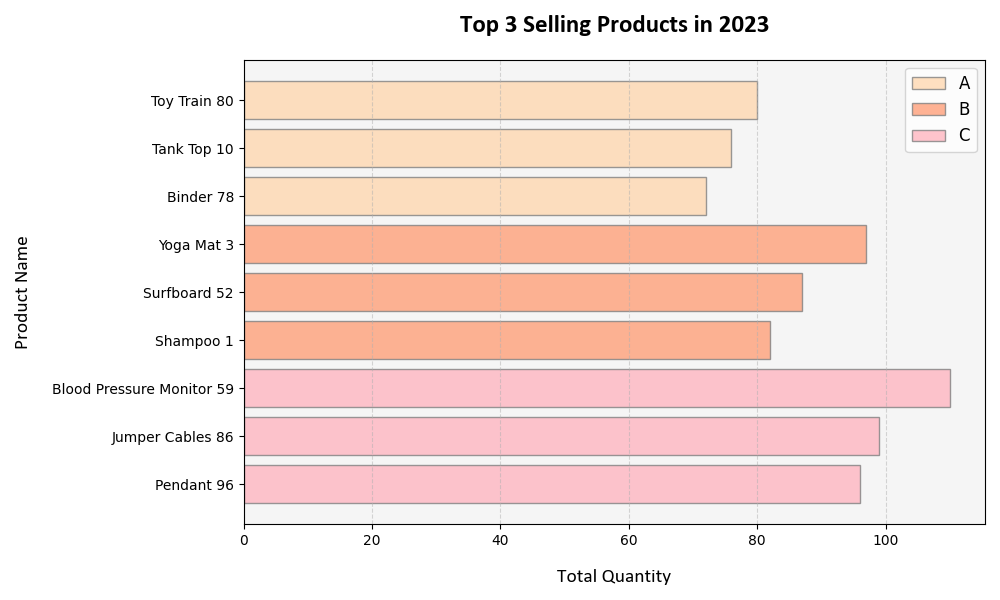 Top 3 Selling Products in 2023
A
B
C
Product Name
Toy Train 80
Tank Top 10
Binder 78
Yoga Mat 3
Surfboard 52
Shampoo 1
Blood Pressure Monitor 59
Jumper Cables 86
Pendant 96
0 20 40 60 80 100
Total Quantity